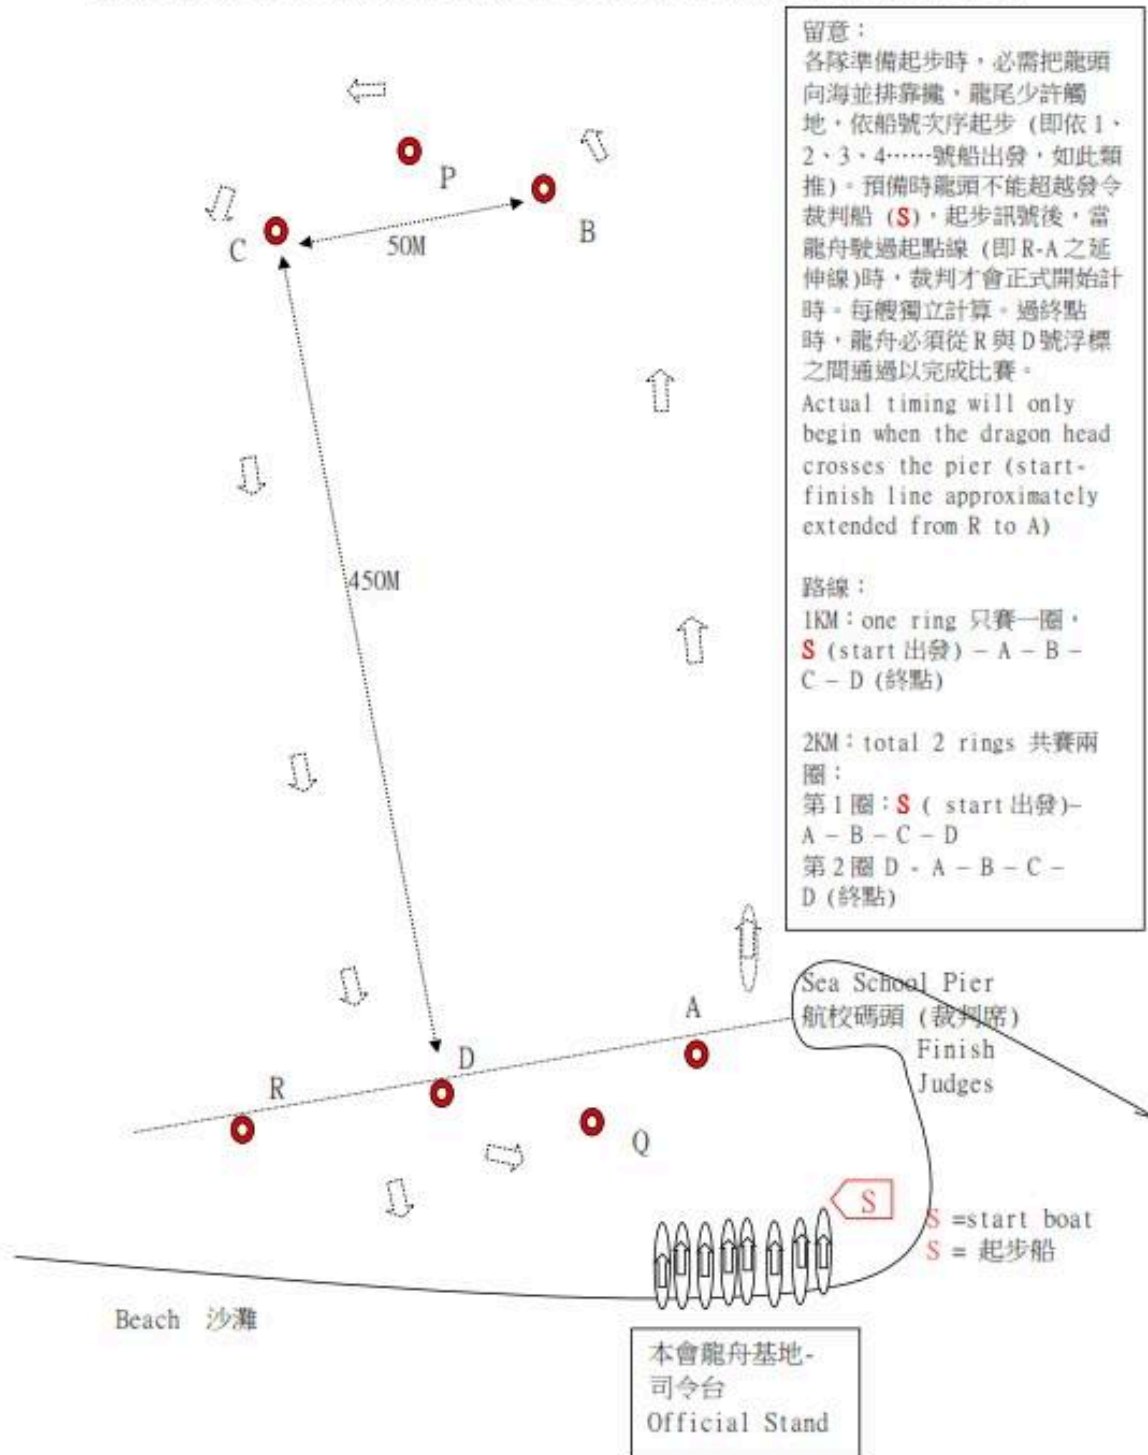 留意：
各隊準備起步時，必需把龍頭
向海並排靠攏，龍尾少許觸
地，依船號次序起步 (即依 1、
2、3、4……號船出發，如此類
推)。預備時龍頭不能超越發令
裁判船 (S)，起步訊號後，當
龍舟駛過起點線 (即 R-A 之延
伸線)時，裁判才會正式開始計
時。每艘獨立計算。過終點
時，龍舟必須從 R 與 D 號浮標
之間通過以完成比賽。
Actual timing will only
begin when the dragon head
crosses the pier (start-
finish line approximately
extended from R to A)
路線：
1KM：one ring 只賽一圈，
S (start 出發) – A – B –
C – D (終點)
2KM：total 2 rings 共賽兩
圈：
第 1 圈：S ( start 出發)–
A – B – C – D
第 2 圈 D - A – B – C –
D (終點)
P
B
C
50M
450M
A
D
R
Q
Sea School Pier
航校碼頭 (裁判席)
Finish
Judges
S
S =start boat
S = 起步船
Beach 沙灘
本會龍舟基地-
司令台
Official Stand